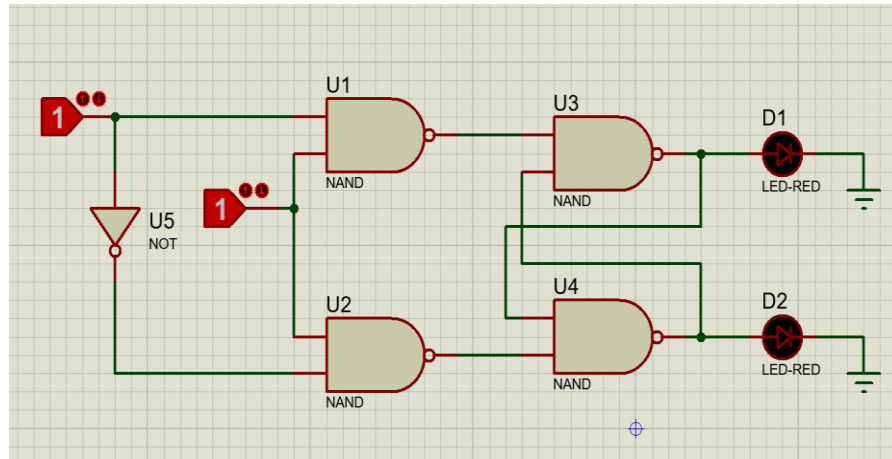 U1
NAND
U3
NAND
D1
LED-RED
1
1
U5
NOT
U2
NAND
U4
NAND
D2
LED-RED